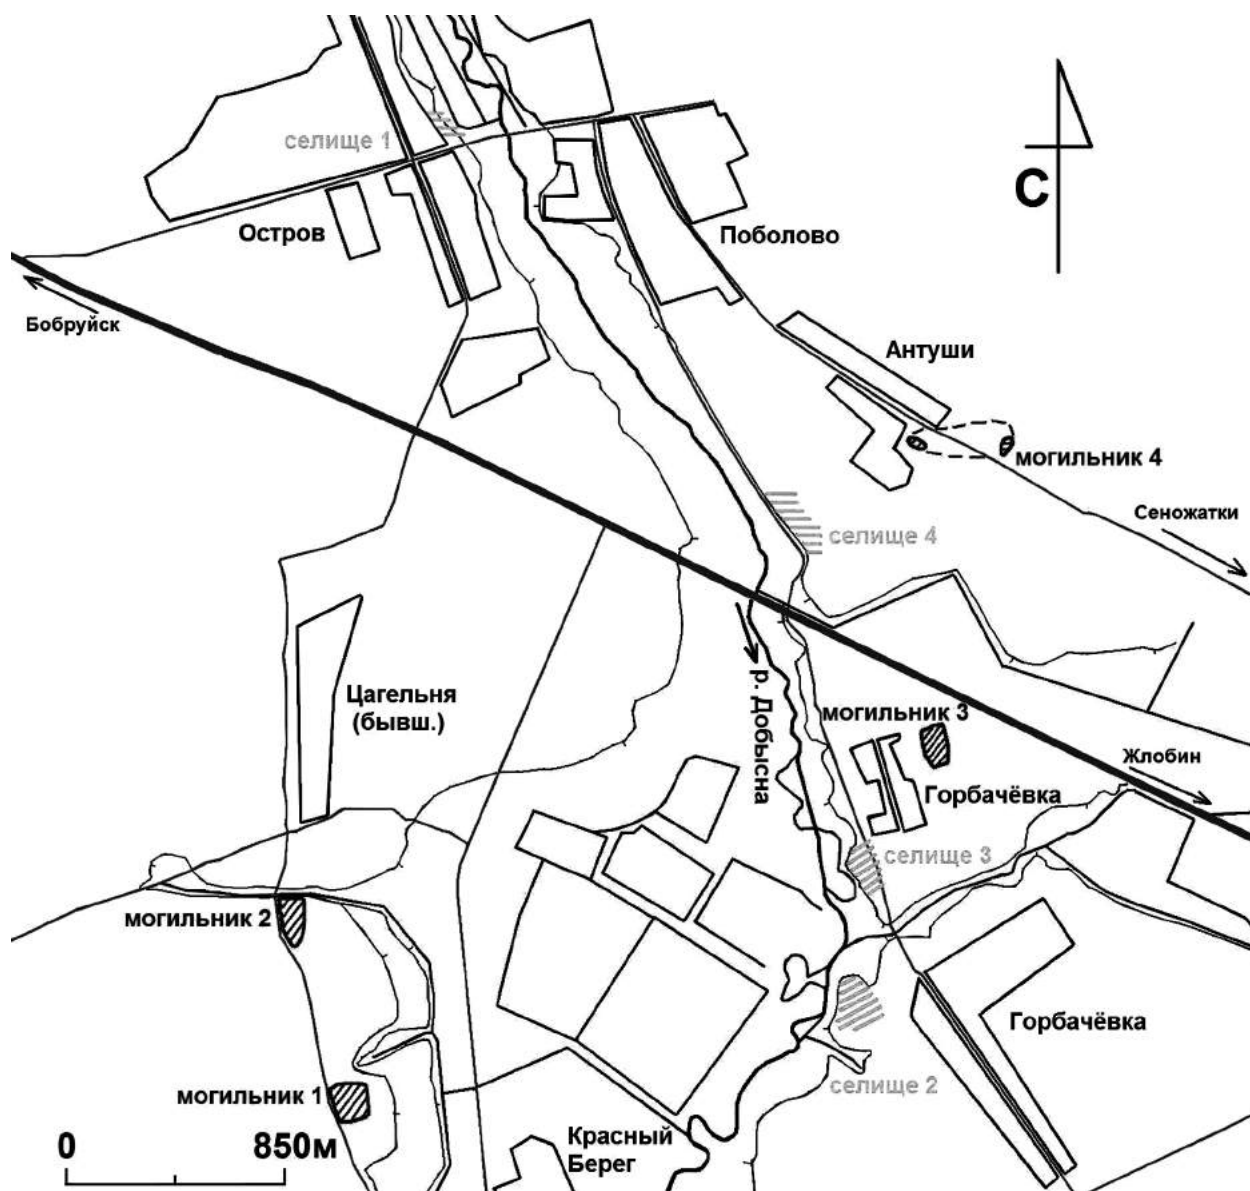 селище 1
С
Остров
Поболово
Бобруйск
Антуши
могильник 4
Сеножатки
селище 4
р. Добысна
Цагельня
(бывш.)
могильник 3
Жлобин
Горбачёвка
селище 3
могильник 2
Горбачёвка
селище 2
могильник 1
Красный
Берег
0 850м